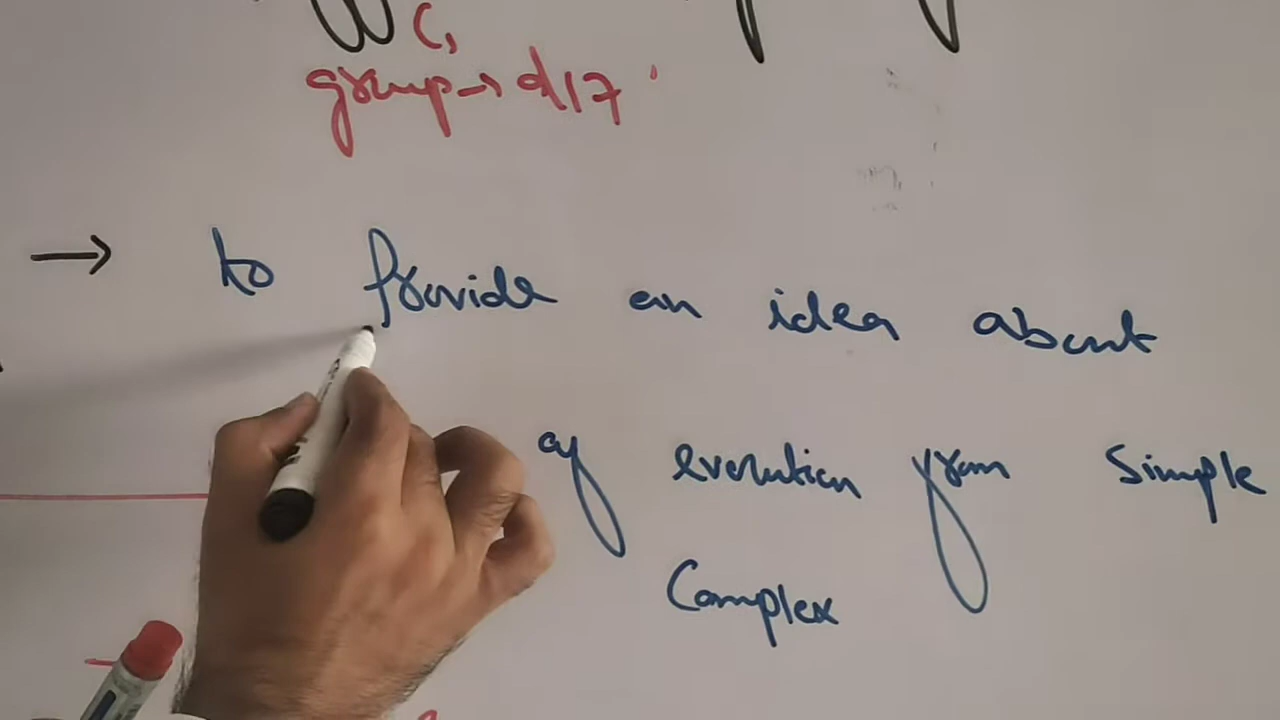 group → d17
→ to provide an idea about
of evolution from Simple
Complex